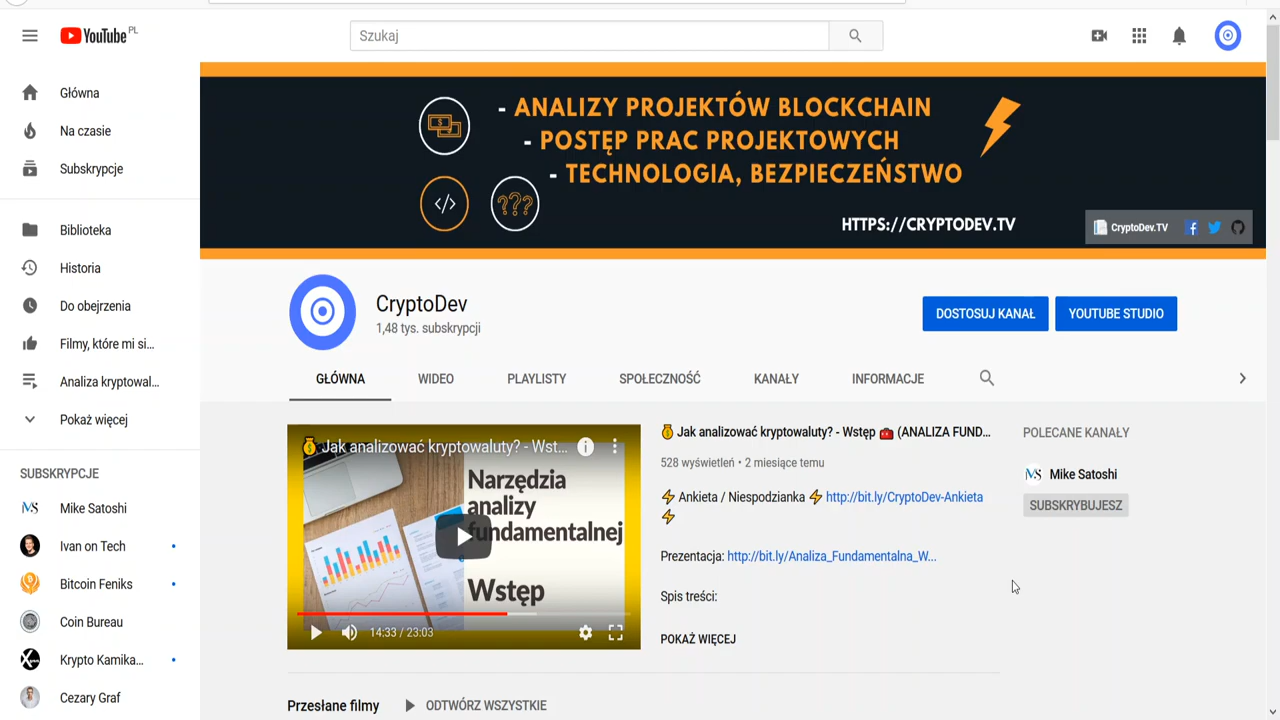 YouTube PL
Szukaj
Główna
Na czasie
Subskrypcje
Biblioteka
Historia
Do obejrzenia
Filmy, które mi si...
Analiza kryptowal...
Pokaż więcej
SUBSKRYPCJE
Mike Satoshi
Ivan on Tech
Bitcoin Feniks
Coin Bureau
Krypto Kamika...
Cezary Graf
- ANALIZY PROJEKTÓW BLOCKCHAIN
- POSTĘP PRAC PROJEKTOWYCH
- TECHNOLOGIA, BEZPIECZEŃSTWO
HTTPS://CRYPTODEV.TV
CryptoDev.TV
CryptoDev
1,48 tys. subskrypcji
DOSTOSUJ KANAŁ
YOUTUBE STUDIO
GŁÓWNA
WIDEO
PLAYLISTY
SPOŁECZNOŚĆ
KANAŁY
INFORMACJE
Jak analizować kryptowaluty? - Wst...
Narzędzia
analizy
fundamentalnej
Wstęp
14:33 / 23:03
💰 Jak analizować kryptowaluty? - Wstęp 🧰 (ANALIZA FUND...
528 wyświetleń • 2 miesiące temu
⚡ Ankieta / Niespodzianka ⚡ http://bit.ly/CryptoDev-Ankieta
⚡
Prezentacja: http://bit.ly/Analiza_Fundamentalna_W...
Spis treści:
POKAŻ WIĘCEJ
POLECANE KANAŁY
MS Mike Satoshi
SUBSKRYBUJESZ
Przesłane filmy
ODTWÓRZ WSZYSTKIE